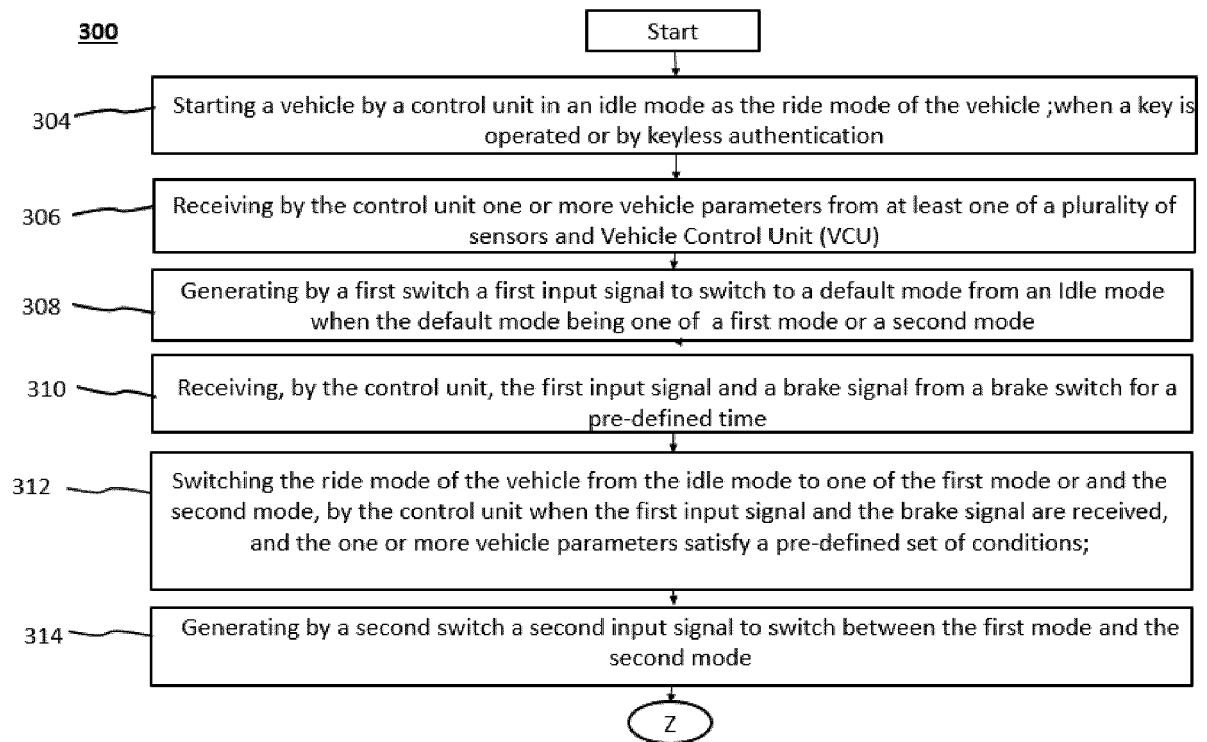 300
Start
304
Starting a vehicle by a control unit in an idle mode as the ride mode of the vehicle ;when a key is
operated or by keyless authentication
306
Receiving by the control unit one or more vehicle parameters from at least one of a plurality of
sensors and Vehicle Control Unit (VCU)
308
Generating by a first switch a first input signal to switch to a default mode from an Idle mode
when the default mode being one of a first mode or a second mode
310
Receiving, by the control unit, the first input signal and a brake signal from a brake switch for a
pre-defined time
312
Switching the ride mode of the vehicle from the idle mode to one of the first mode or and the
second mode, by the control unit when the first input signal and the brake signal are received,
and the one or more vehicle parameters satisfy a pre-defined set of conditions;
314
Generating by a second switch a second input signal to switch between the first mode and the
second mode
Z